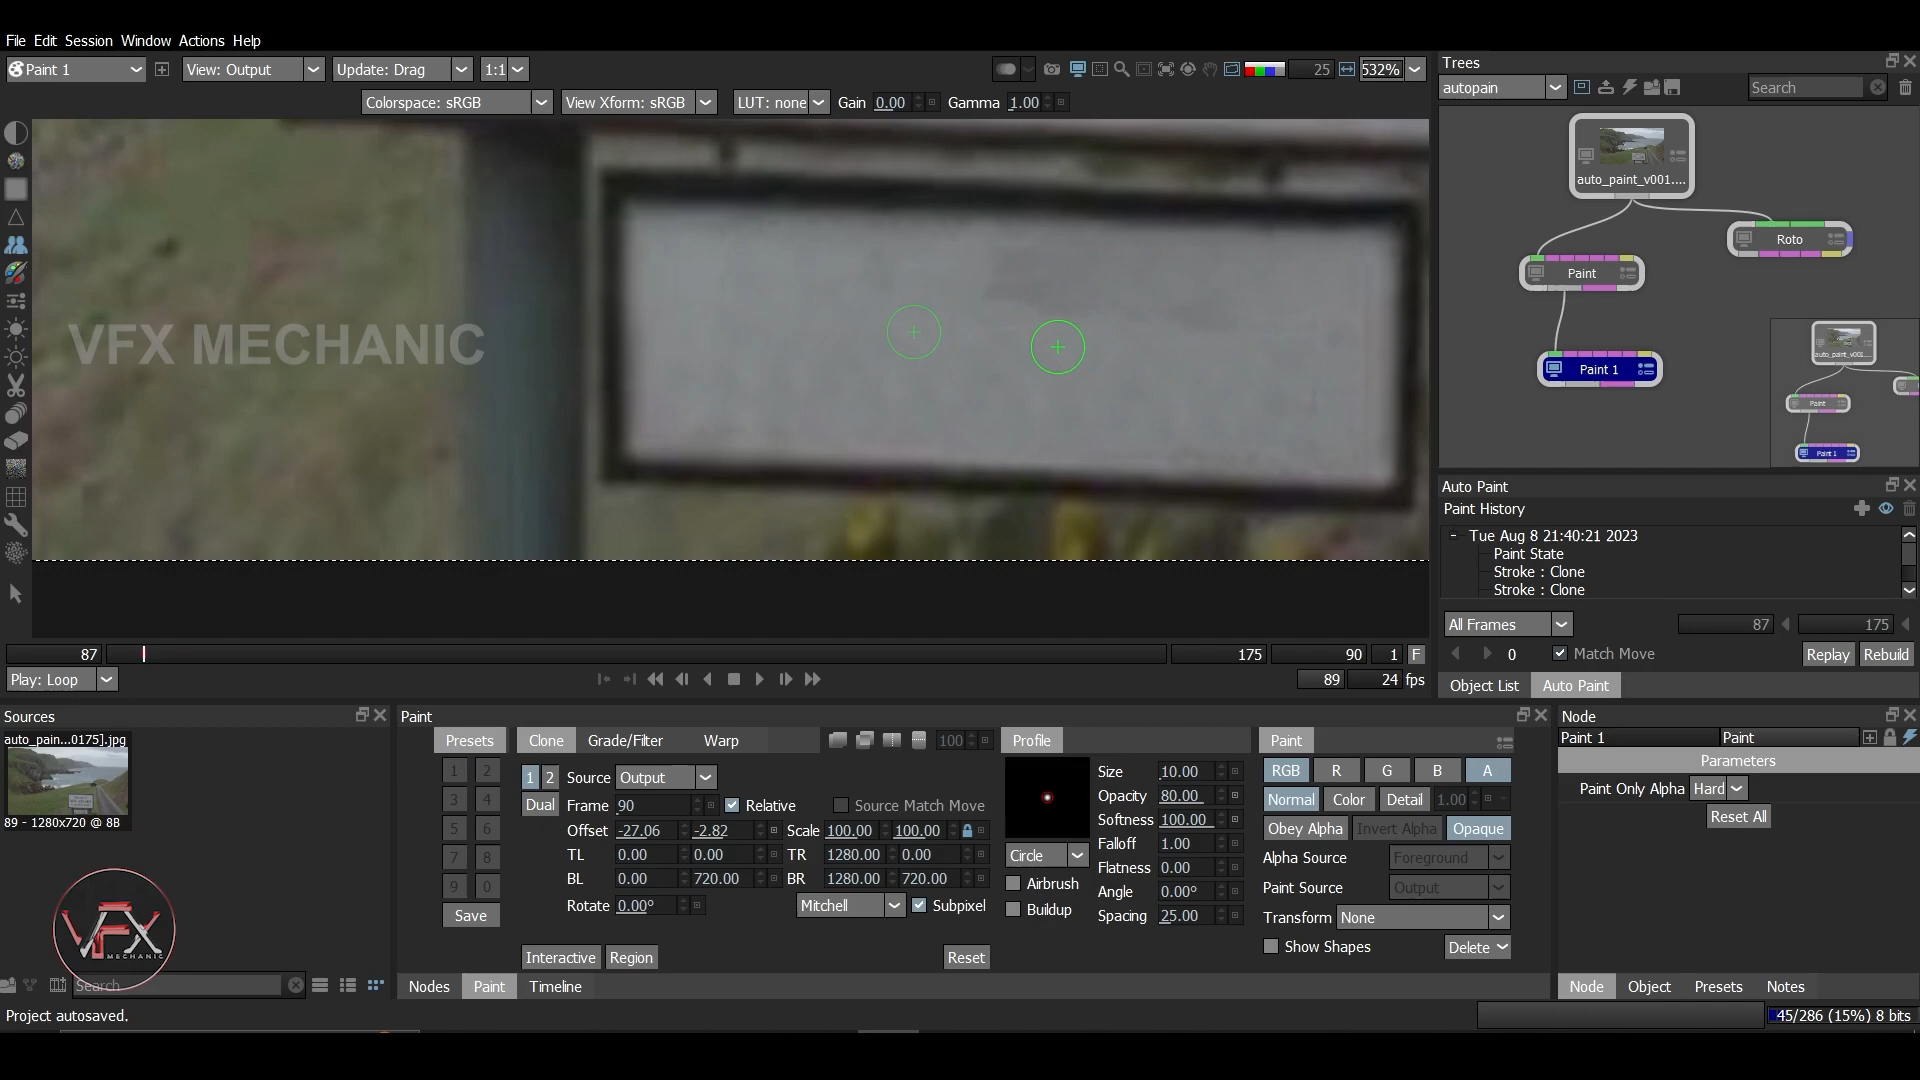 File Edit Session Window Actions Help
Paint 1 View: Output Update: Drag 1:1 25 532%
Colorspace: sRGB View Xform: sRGB LUT: none Gain 0.00 Gamma 1.00
VFX MECHANIC
87 175 90 1 F
Play: Loop 89 24 fps
Trees
autopain Search
auto_paint_v001....
Roto
Paint
Paint 1
auto_paint_v001...
Paint
Paint 1
Auto Paint
Paint History
Tue Aug 8 21:40:21 2023
Paint State
Stroke : Clone
Stroke : Clone
All Frames 87 175
0 Match Move Replay Rebuild
Object List Auto Paint
Sources
auto_pain...0175].jpg
89 - 1280x720 @ 8B
VFX
MECHANIC
Search
Project autosaved.
Paint
Presets Clone Grade/Filter Warp 100 Profile Paint
1 2
3 4
5 6
7 8
9 0
Save
1 2 Source Output
Dual Frame 90 Relative Source Match Move
Offset -27.06 -2.82 Scale 100.00 100.00
TL 0.00 0.00 TR 1280.00 0.00
BL 0.00 720.00 BR 1280.00 720.00
Rotate 0.00° Mitchell Subpixel
Interactive Region Reset
Circle
Airbrush
Buildup
Size 10.00
Opacity 80.00
Softness 100.00
Falloff 1.00
Flatness 0.00
Angle 0.00°
Spacing 25.00
RGB R G B A
Normal Color Detail 1.00
Obey Alpha Invert Alpha Opaque
Alpha Source Foreground
Paint Source Output
Transform None
Show Shapes Delete
Nodes Paint Timeline
Node
Paint 1 Paint
Parameters
Paint Only Alpha Hard
Reset All
Node Object Presets Notes
45/286 (15%) 8 bits